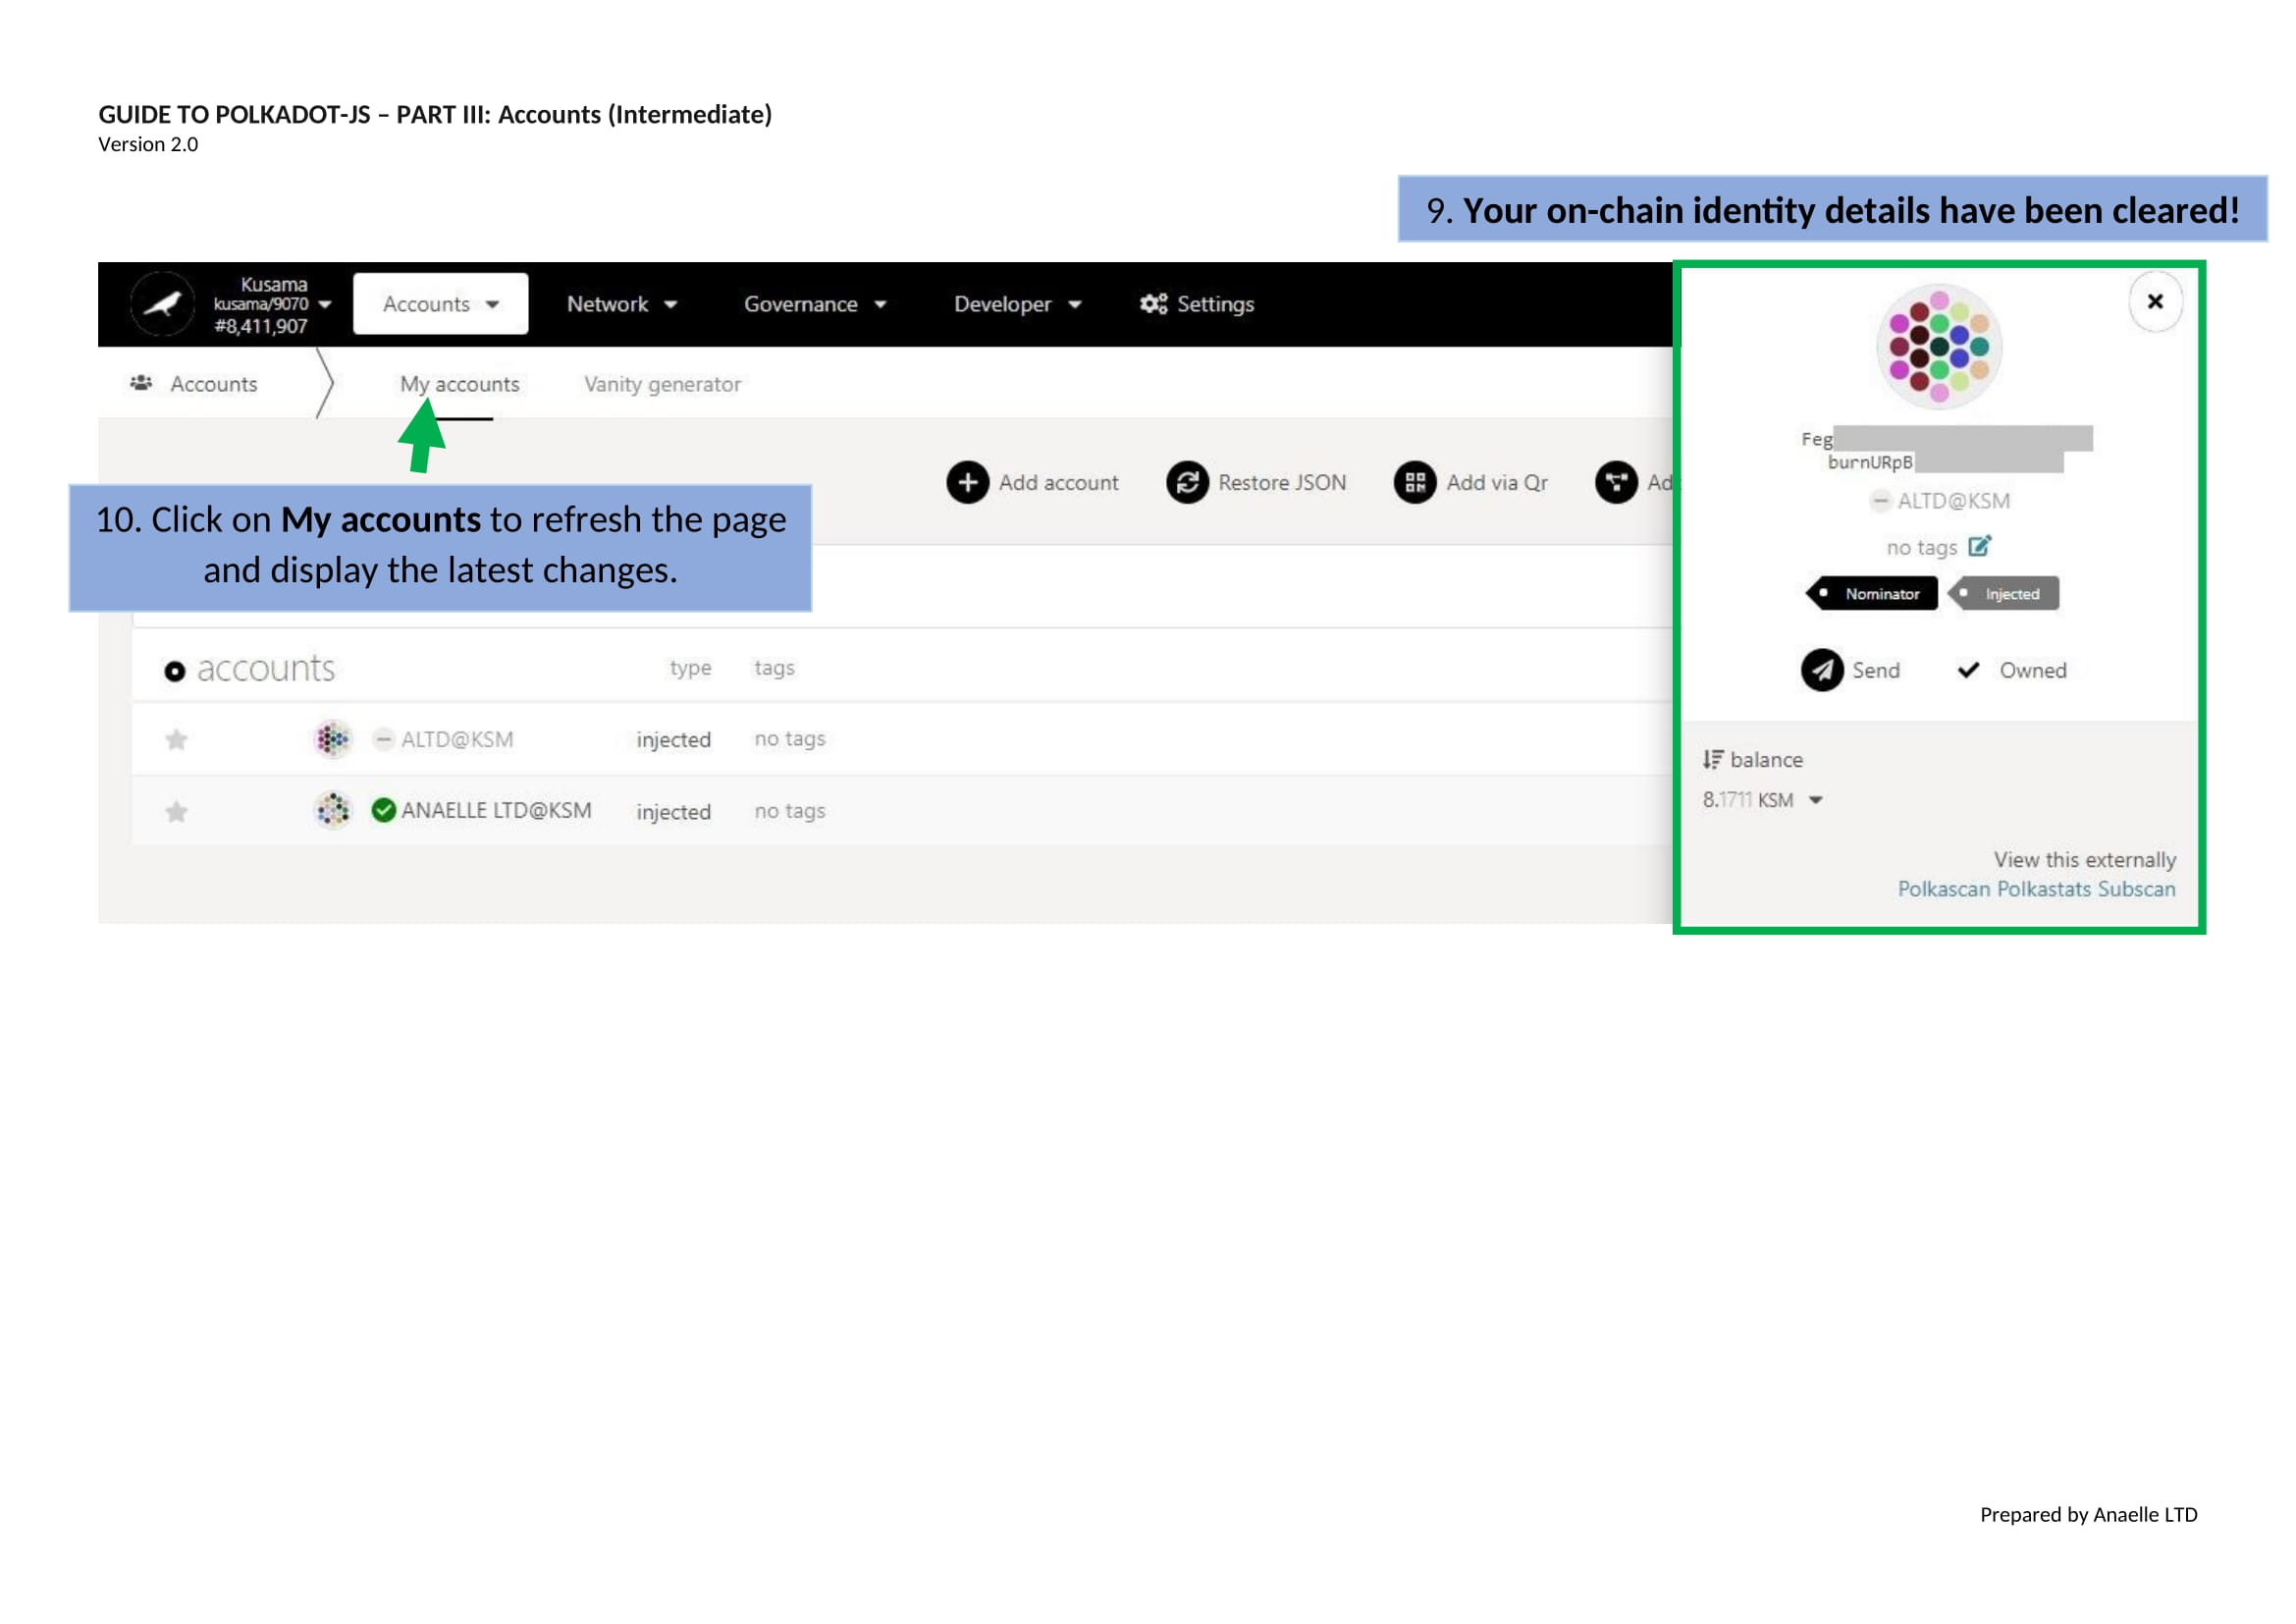 GUIDE TO POLKADOT-JS – PART III: Accounts (Intermediate)
Version 2.0
9. Your on-chain identity details have been cleared!
Kusama
kusama/9070
#8,411,907
Accounts
Network
Governance
Developer
Settings
Accounts
My accounts
Vanity generator
Add account
Restore JSON
Add via Qr
Ad
10. Click on My accounts to refresh the page
and display the latest changes.
accounts
type
tags
ALTD@KSM
injected
no tags
ANAELLE LTD@KSM
injected
no tags
Feg
burnURpB
ALTD@KSM
no tags
Nominator
Injected
Send
Owned
balance
8.1711 KSM
View this externally
Polkascan Polkastats Subscan
Prepared by Anaelle LTD